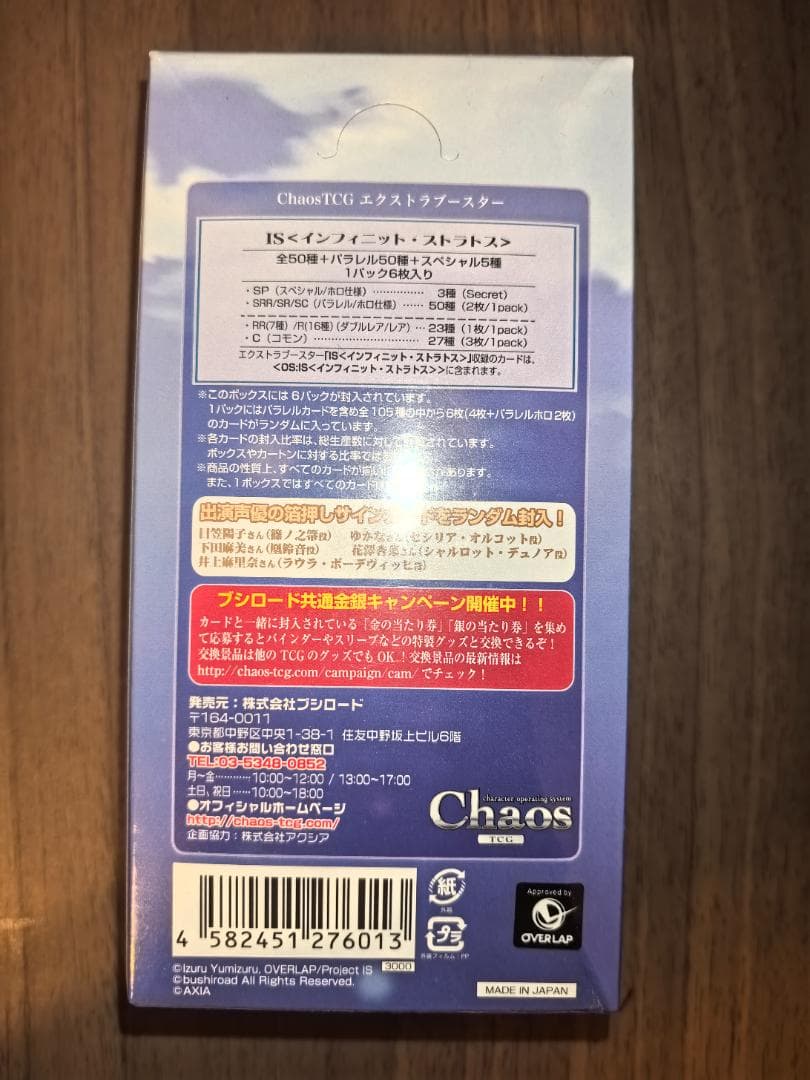 ChaosTCG エクストラブースター
IS<インフィニット・ストラトス>
全50種+パラレル50種+スペシャル5種
1パック6枚入り
・SP(スペシャル/ホロ仕様)…………… 3種(Secret)
・SRR/SR/SC(パラレル/ホロ仕様)…… 50種(2枚/1pack)
・RR(7種)/R(16種)(ダブルレア/レア)… 23種(1枚/1pack)
・C(コモン)………………………… 27種(3枚/1pack)
エクストラブースター「IS<インフィニット・ストラトス>」収録のカードは、
<OS:IS<インフィニット・ストラトス>>に含まれます。
※このボックスには6パックが封入されています。
1パックにはパラレルカードを含め全105種の中から6枚(4枚+パラレルホロ2枚)
のカードがランダムに入っています。
※各カードの封入比率は、総生産数に対して
ボックスやカートンに対する比率では
※商品の性質上、すべてのカードが揃い があります。
また、1ボックスではすべてのカードは
出演声優の箔押しサイン ドをランダム封入!
日笠陽子さん(篠ノ之箒役) ゆかなさん(セシリア・オルコット役)
下田麻美さん(凰鈴音役) 花澤香菜さん(シャルロット・デュノア役)
井上麻里奈さん(ラウラ・ボーデヴィッヒ役)
ブシロード共通金銀キャンペーン開催中!!
カードと一緒に封入されている「金の当たり券」「銀の当たり券」を集め
て応募するとバインダーやスリーブなどの特製グッズと交換できるぞ!
交換景品は他のTCGのグッズでもOK!交換景品の最新情報は
http://chaos-tcg.com/campaign/cam/でチェック!
発売元:株式会社ブシロード
〒164-0011
東京都中野区中央1-38-1 住友中野坂上ビル6階
●お客様お問い合わせ窓口
TEL:03-5348-0852
月~金…………10:00~12:00 / 13:00~17:00
土日、祝日……10:00~18:00
●オフィシャルホームページ
http://chaos-tcg.com/
企画協力:株式会社アクシア
character operating system
Chaos
TCG
4 582451 276013
3000
紙
外箱
プラ
外装フィルム:PP
Approved by
OVERLAP
©Izuru Yumizuru, OVERLAP/Project IS
©bushiroad All Rights Reserved.
©AXIA
MADE IN JAPAN